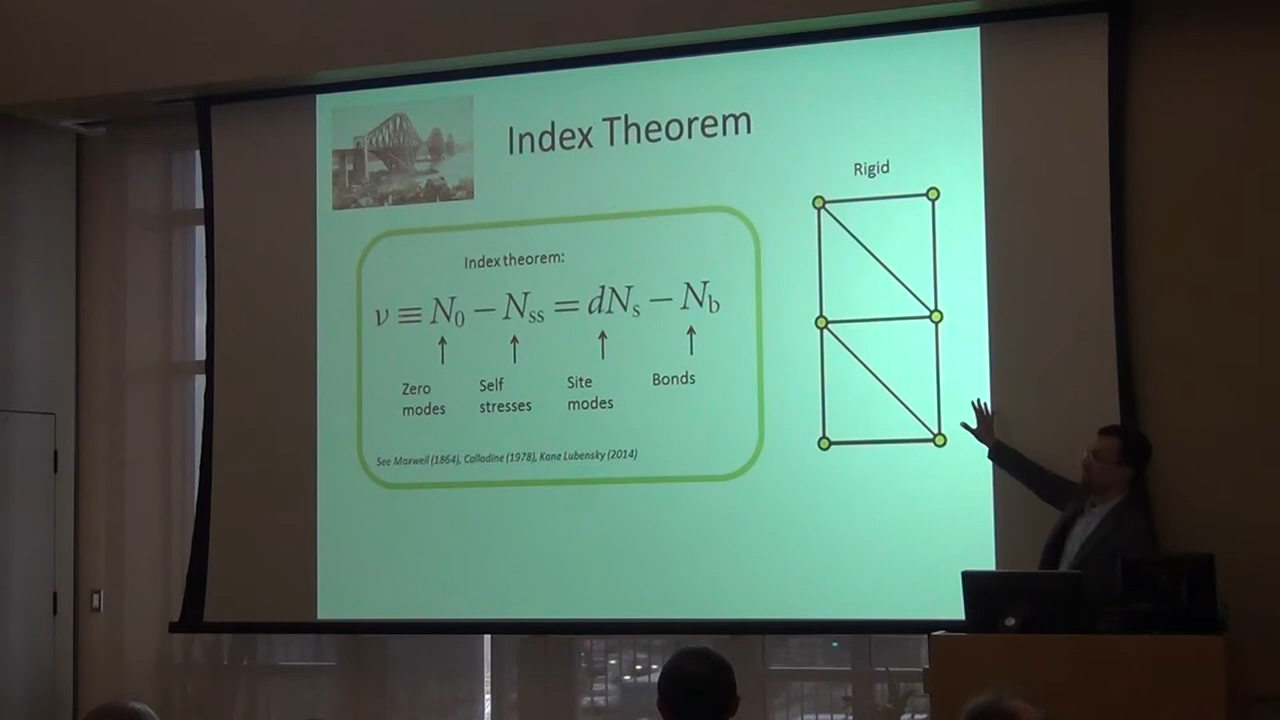 Index Theorem
Rigid
Index theorem:
ν ≡ N₀ − Nss = dNs − Nb
Zero modes
Self stresses
Site modes
Bonds
See Maxwell (1864), Calladine (1978), Kane Lubensky (2014)